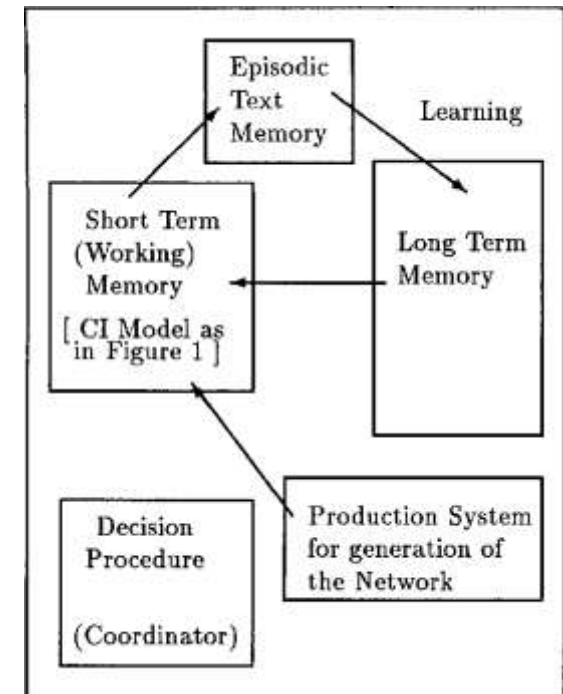 Episodic
Text
Memory
Learning
Short Term
(Working)
Memory
[ CI Model as
in Figure 1 ]
Long Term
Memory
Decision
Procedure
(Coordinator)
Production System
for generation of
the Network